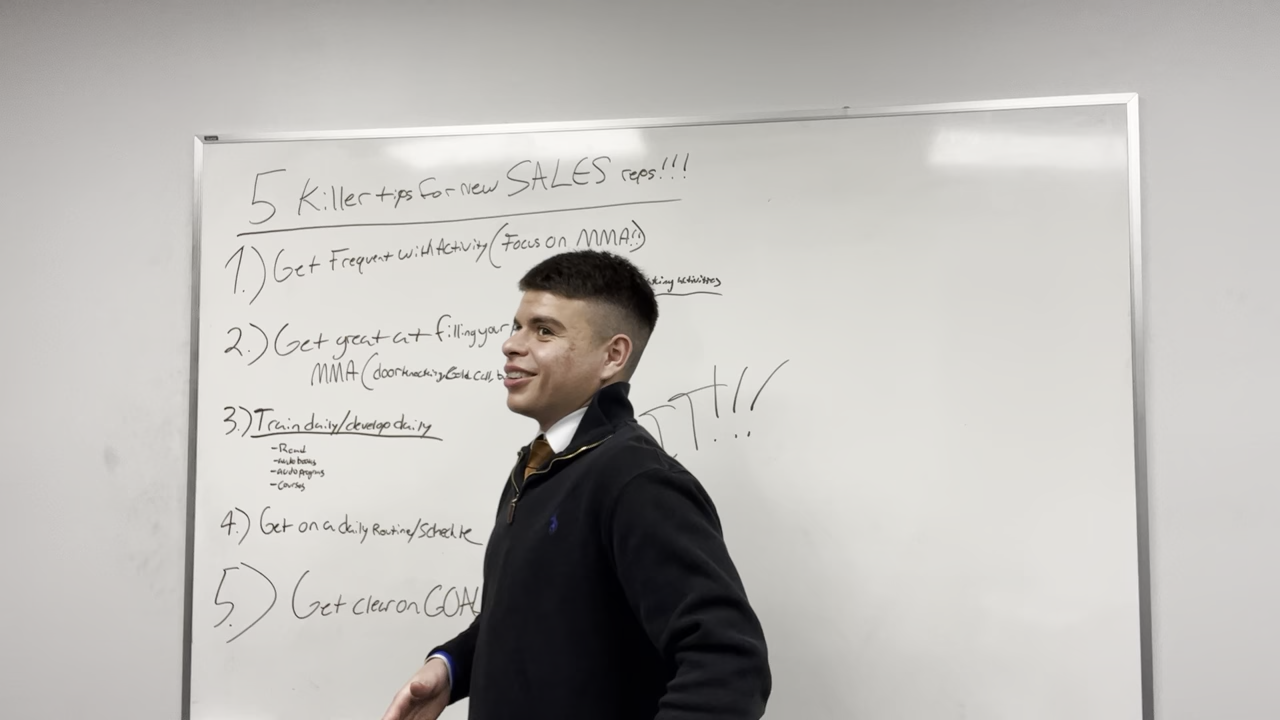 5 Killer tips for new SALES reps!!!
1.) Get Frequent with Activity (Focus on MMA!!)
Activities
2.) Get great at filling your
MMA (doorknocking, Cold Call,
3.) Train daily/develop daily
- Read
- Audio books
- Audio programs
- Courses
4.) Get on a daily Routine/Schedule
5.) Get clear on GOAL